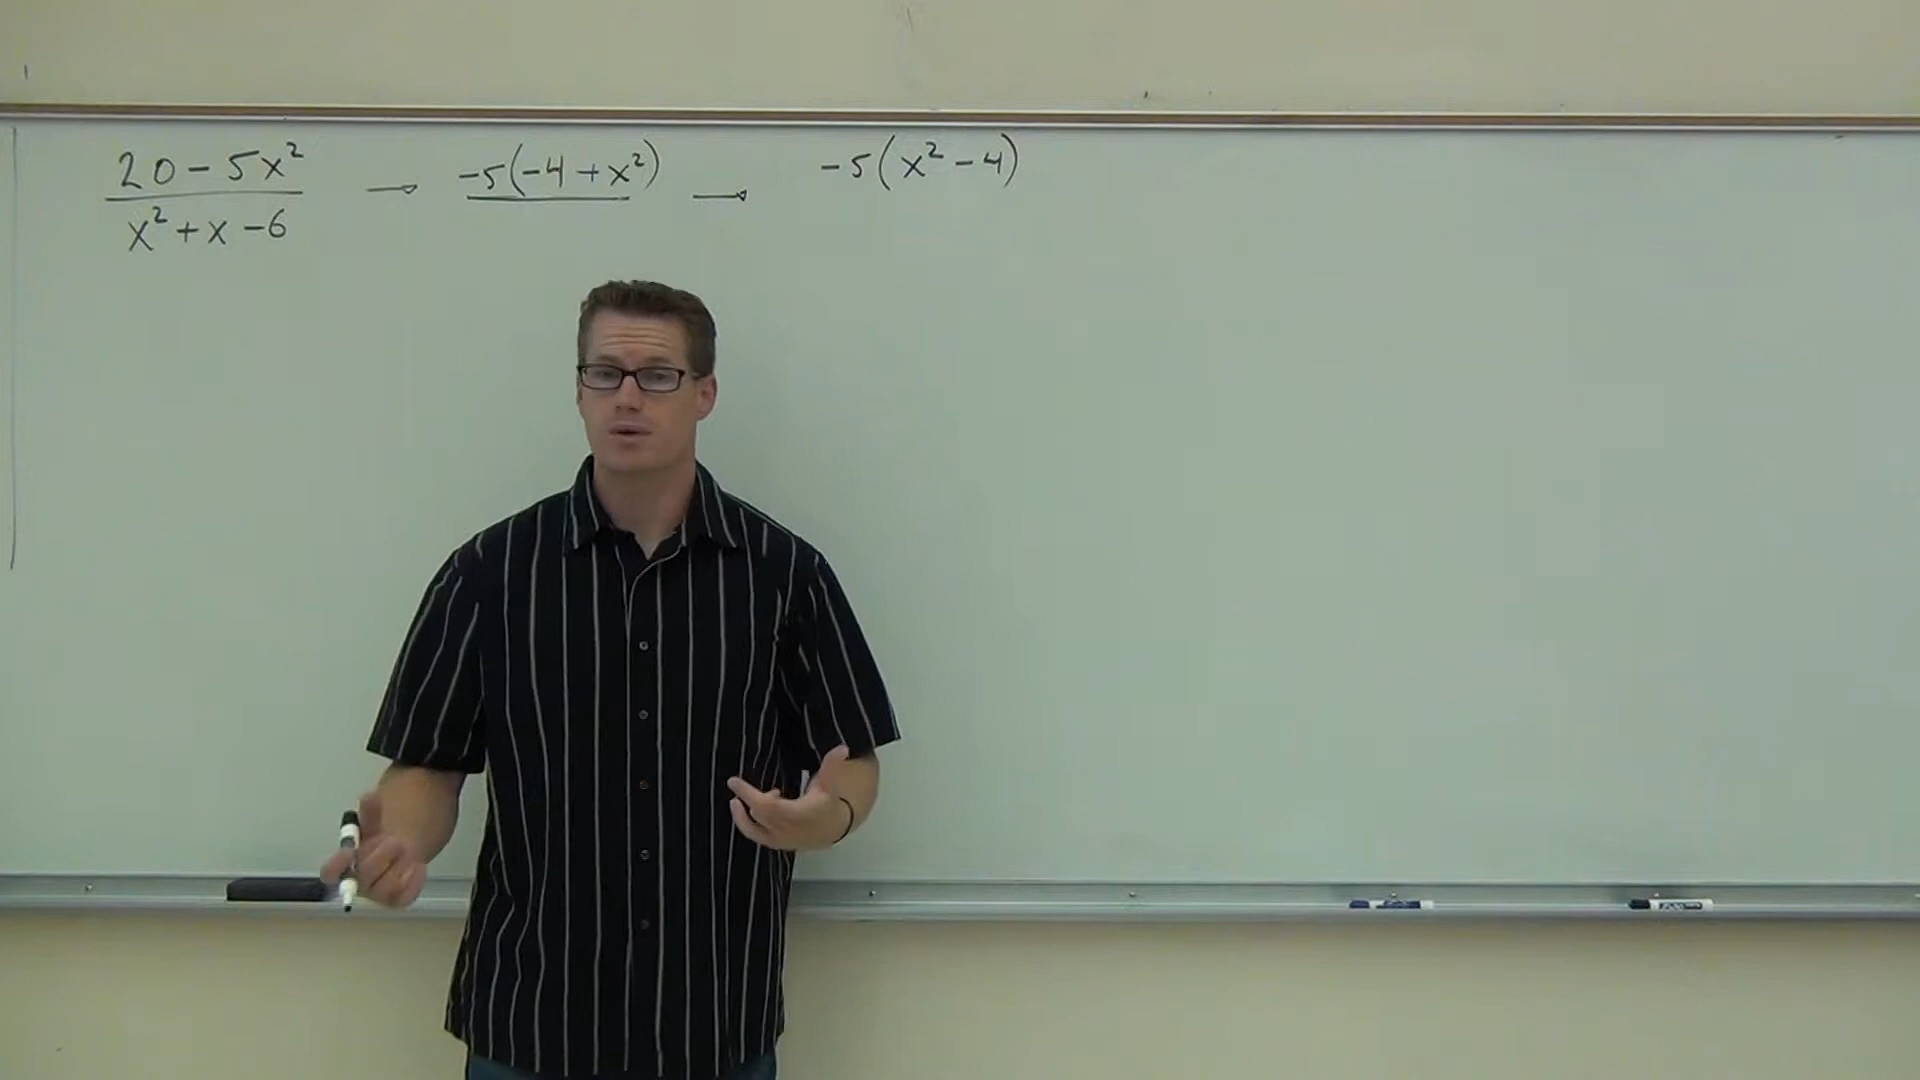 20 - 5x² → -5(-4 + x²) → -5(x² - 4)
x² + x - 6